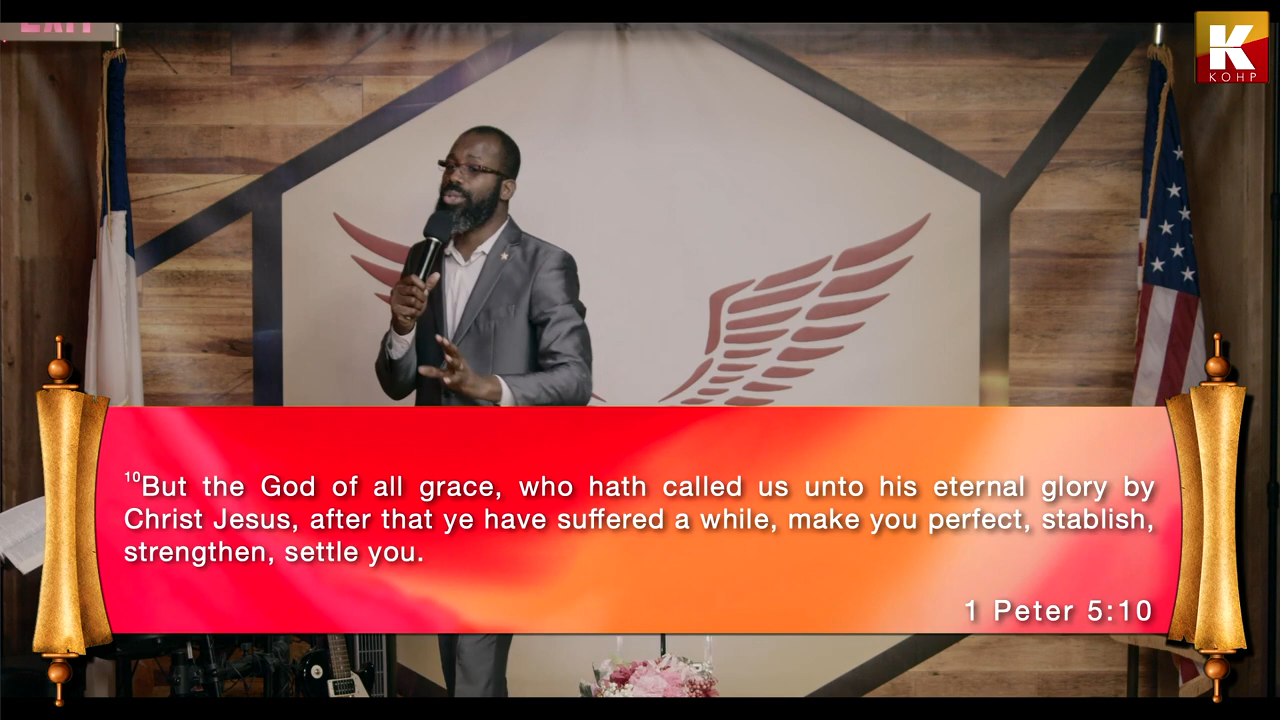 EXIT
K
KOHP
10But the God of all grace, who hath called us unto his eternal glory by
Christ Jesus, after that ye have suffered a while, make you perfect, stablish,
strengthen, settle you.
1 Peter 5:10